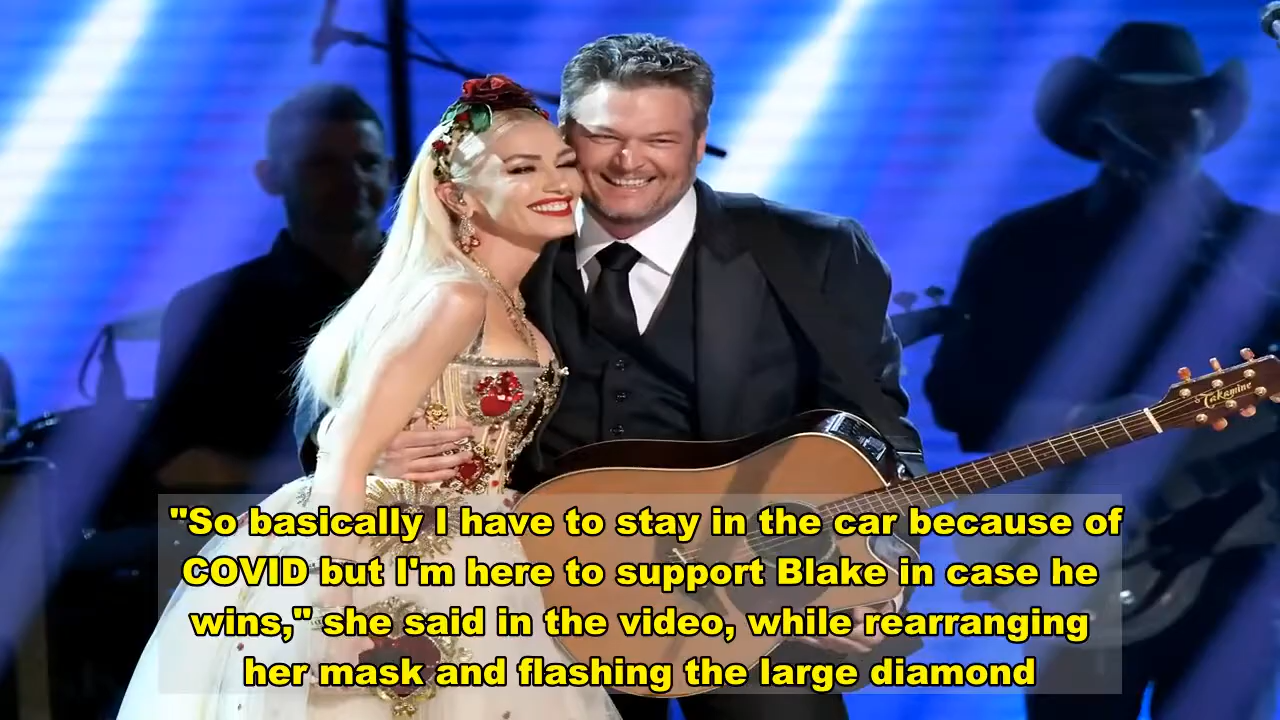 Takamine
"So basically I have to stay in the car because of
COVID but I'm here to support Blake in case he
wins," she said in the video, while rearranging
her mask and flashing the large diamond